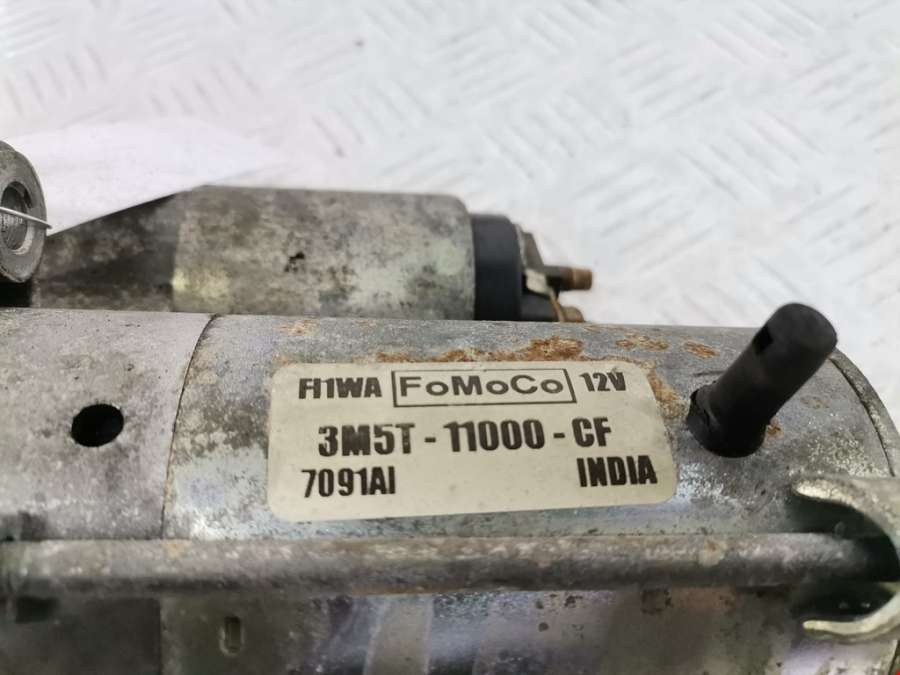 FI1WA FoMoCo 12V
3M5T-11000-CF
7091AI INDIA